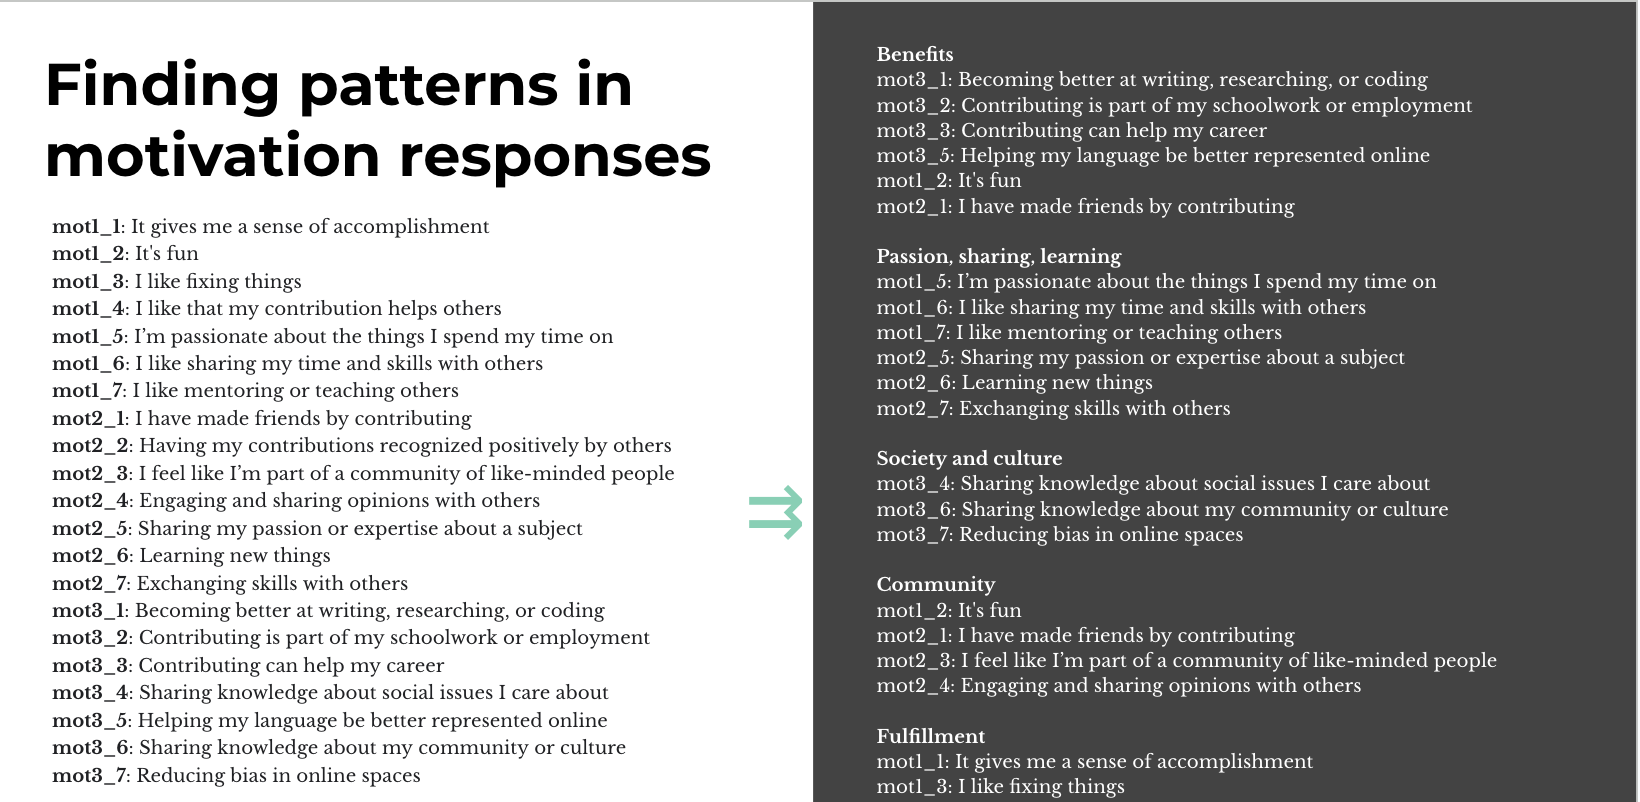 Finding patterns in
motivation responses
mot1_1: It gives me a sense of accomplishment
mot1_2: It's fun
mot1_3: I like fixing things
mot1_4: I like that my contribution helps others
mot1_5: I’m passionate about the things I spend my time on
mot1_6: I like sharing my time and skills with others
mot1_7: I like mentoring or teaching others
mot2_1: I have made friends by contributing
mot2_2: Having my contributions recognized positively by others
mot2_3: I feel like I’m part of a community of like-minded people
mot2_4: Engaging and sharing opinions with others
mot2_5: Sharing my passion or expertise about a subject
mot2_6: Learning new things
mot2_7: Exchanging skills with others
mot3_1: Becoming better at writing, researching, or coding
mot3_2: Contributing is part of my schoolwork or employment
mot3_3: Contributing can help my career
mot3_4: Sharing knowledge about social issues I care about
mot3_5: Helping my language be better represented online
mot3_6: Sharing knowledge about my community or culture
mot3_7: Reducing bias in online spaces
⇉
Benefits
mot3_1: Becoming better at writing, researching, or coding
mot3_2: Contributing is part of my schoolwork or employment
mot3_3: Contributing can help my career
mot3_5: Helping my language be better represented online
mot1_2: It's fun
mot2_1: I have made friends by contributing
Passion, sharing, learning
mot1_5: I’m passionate about the things I spend my time on
mot1_6: I like sharing my time and skills with others
mot1_7: I like mentoring or teaching others
mot2_5: Sharing my passion or expertise about a subject
mot2_6: Learning new things
mot2_7: Exchanging skills with others
Society and culture
mot3_4: Sharing knowledge about social issues I care about
mot3_6: Sharing knowledge about my community or culture
mot3_7: Reducing bias in online spaces
Community
mot1_2: It's fun
mot2_1: I have made friends by contributing
mot2_3: I feel like I’m part of a community of like-minded people
mot2_4: Engaging and sharing opinions with others
Fulfillment
mot1_1: It gives me a sense of accomplishment
mot1_3: I like fixing things